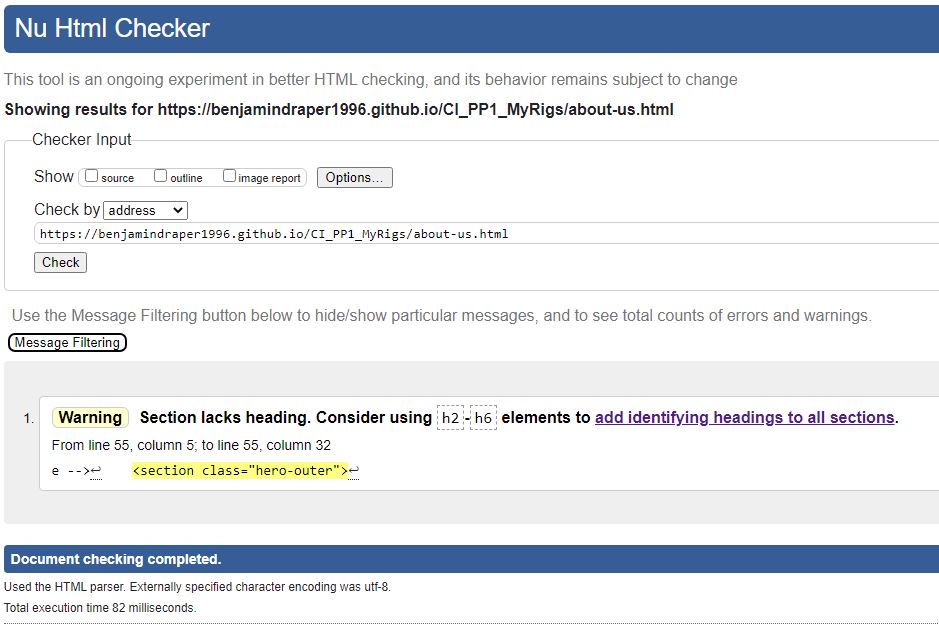 Nu Html Checker
This tool is an ongoing experiment in better HTML checking, and its behavior remains subject to change
Showing results for https://benjamindraper1996.github.io/CI_PP1_MyRigs/about-us.html
Checker Input
Show source outline image report Options...
Check by address
https://benjamindraper1996.github.io/CI_PP1_MyRigs/about-us.html
Check
Use the Message Filtering button below to hide/show particular messages, and to see total counts of errors and warnings.
Message Filtering
1. Warning Section lacks heading. Consider using h2-h6 elements to add identifying headings to all sections.
From line 55, column 5; to line 55, column 32
e -->↩ <section class="hero-outer">↩
Document checking completed.
Used the HTML parser. Externally specified character encoding was utf-8.
Total execution time 82 milliseconds.